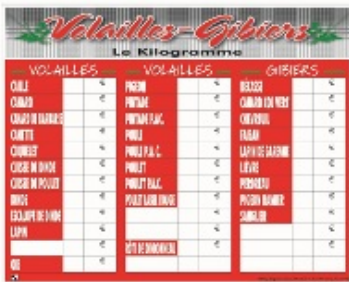 Volailles-Gibiers
Le Kilogramme
VOLAILLES
CAILLE €
CANARD €
CANARD DE BARBARIE €
CANETTE €
COQUELET €
CUISSE DE DINDE €
CUISSE DE POULET €
DINDE €
ESCALOPE DE DINDE €
LAPIN €
€
OIE €
VOLAILLES
PIGEON €
PINTADE €
PINTADE P.A.C. €
POULE €
POULE P.A.C. €
POULET €
POULET P.A.C. €
POULET LABEL ROUGE €
€
RÔTI DE DINDONNEAU €
€
GIBIERS
BÉCASSE €
CANARD COL VERT €
CHEVREUIL €
FAISAN €
LAPIN DE GARENNE €
LIÈVRE €
PERDREAU €
PIGEON RAMIER €
SANGLIER €
€
€
€